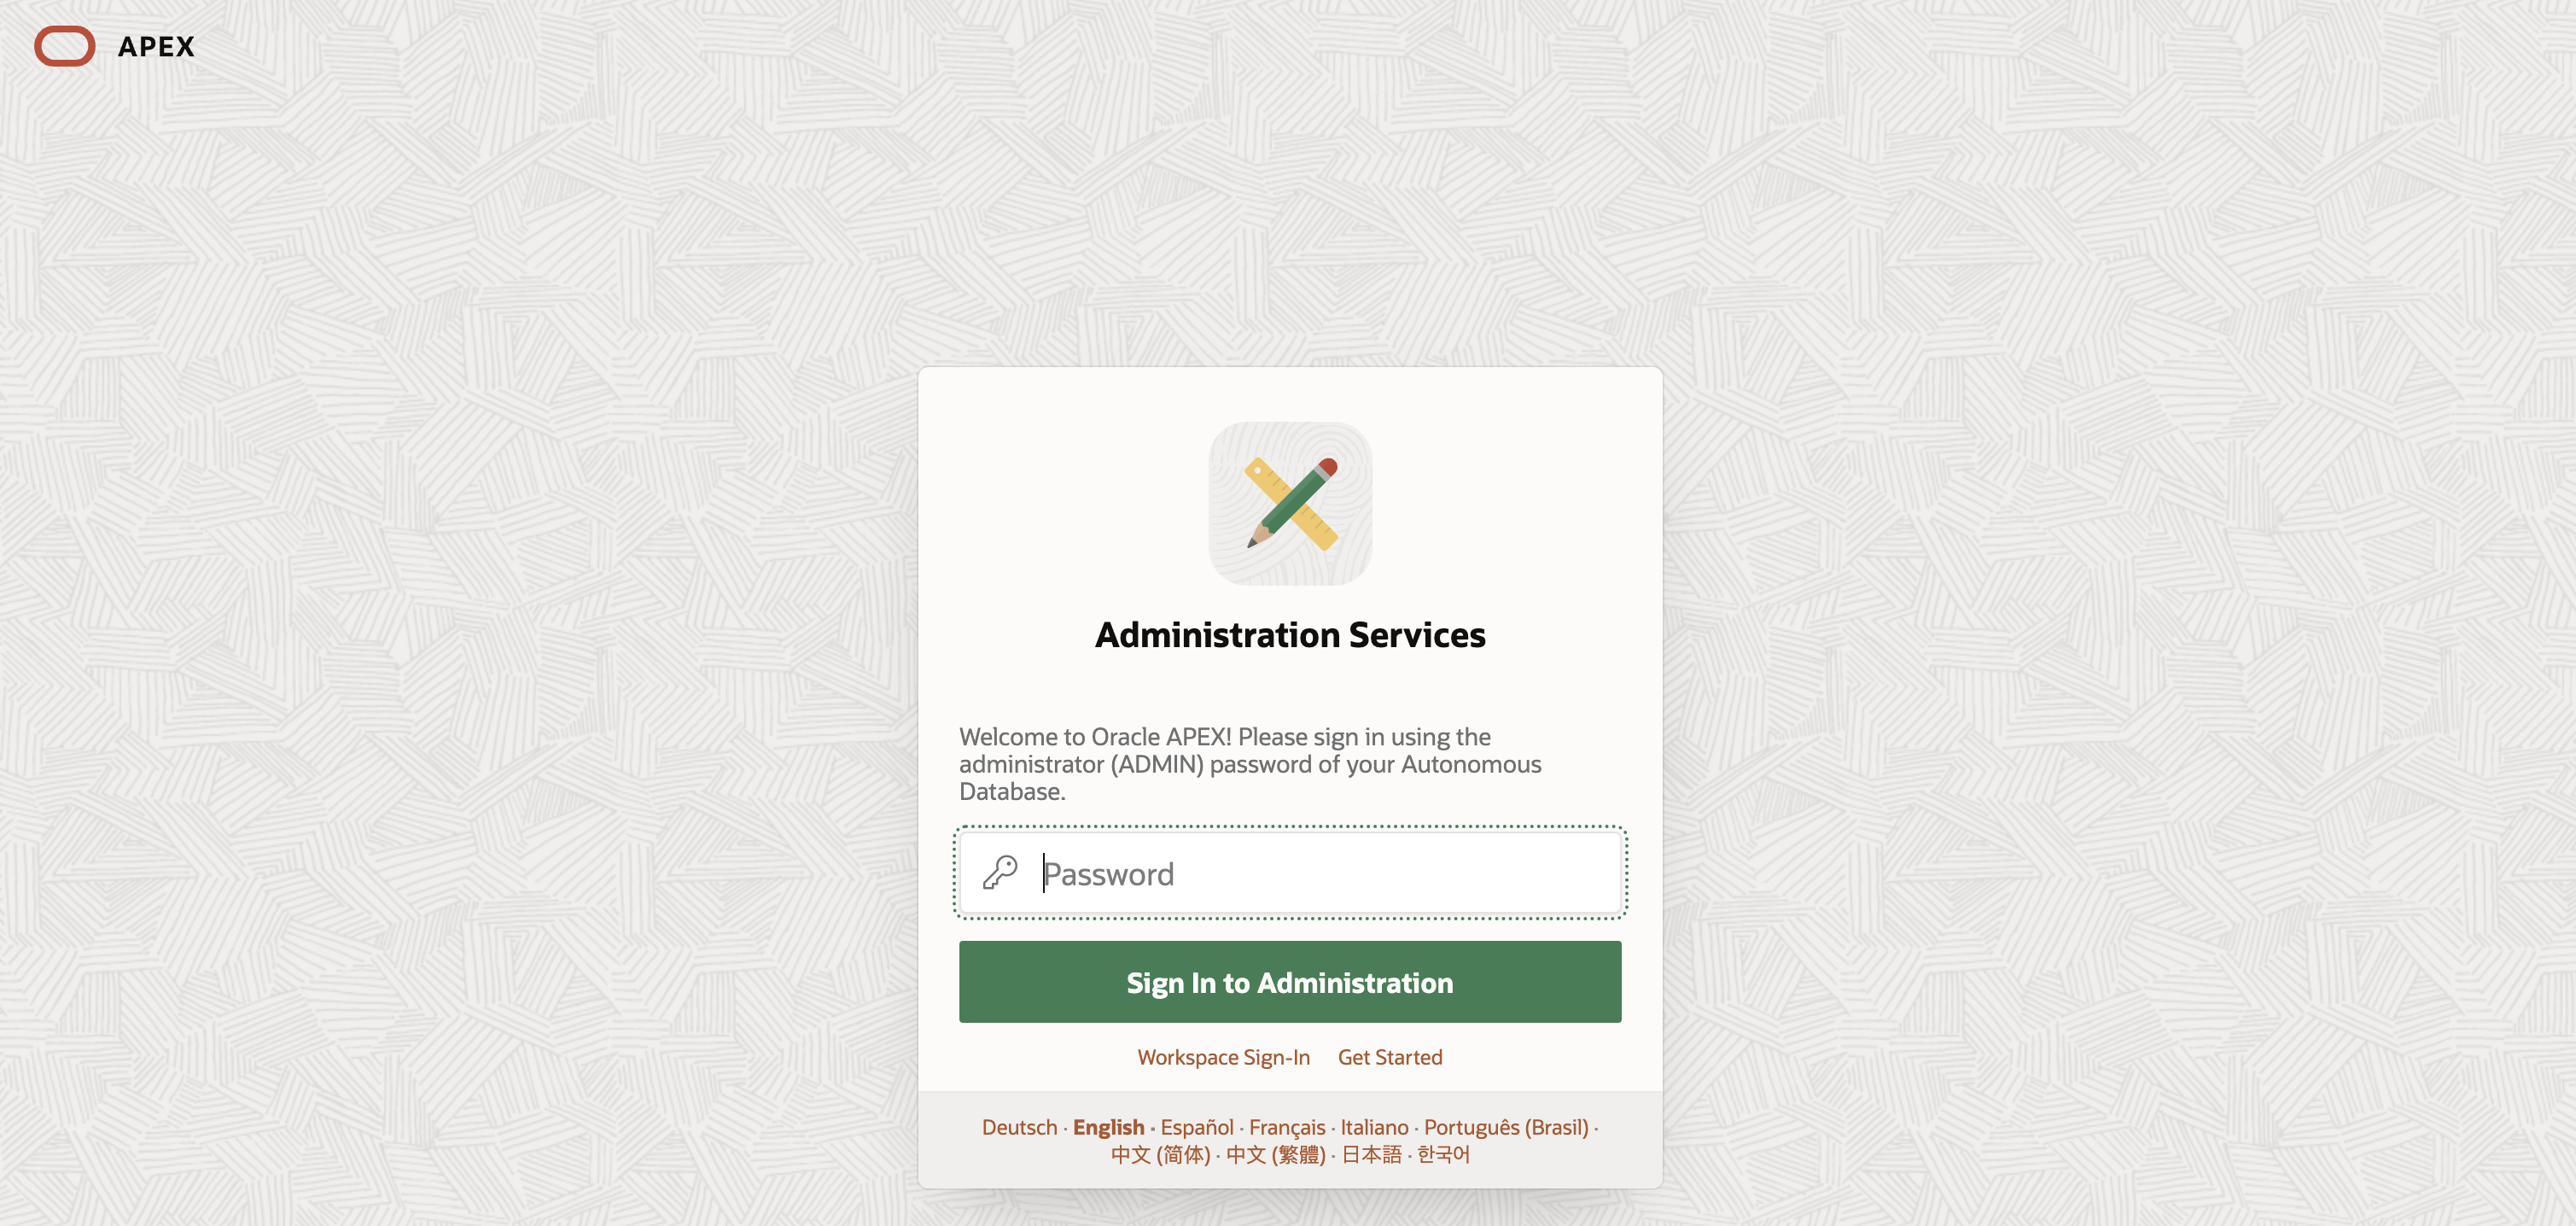 APEX
Administration Services
Welcome to Oracle APEX! Please sign in using the
administrator (ADMIN) password of your Autonomous
Database.
Password
Sign In to Administration
Workspace Sign-In Get Started
Deutsch · English · Español · Français · Italiano · Português (Brasil) ·
中文 (简体) · 中文 (繁體) · 日本語 · 한국어